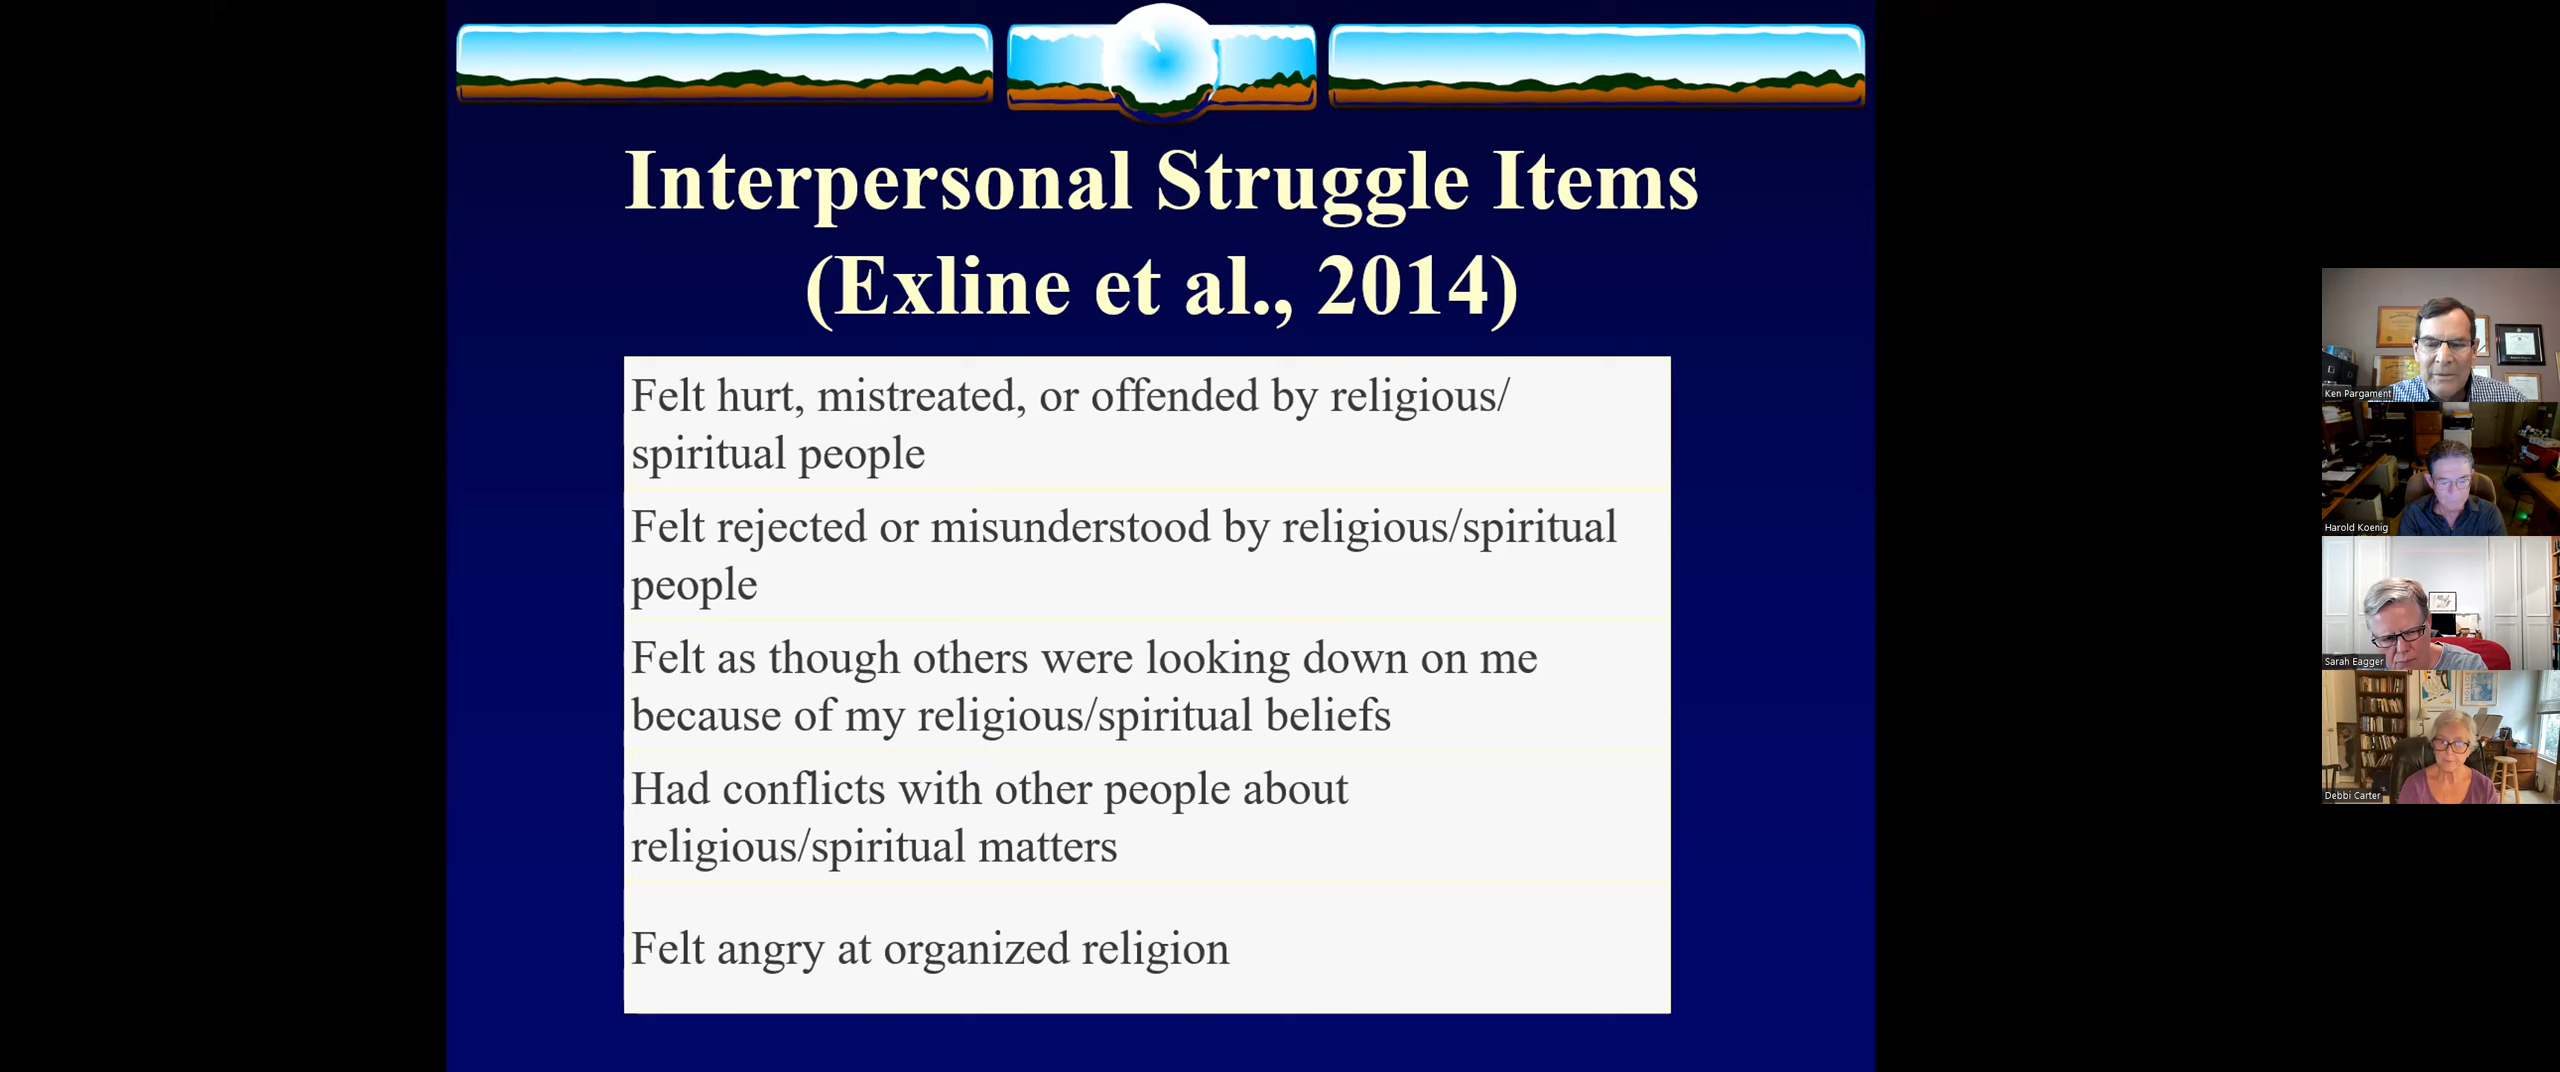 Interpersonal Struggle Items
(Exline et al., 2014)
Felt hurt, mistreated, or offended by religious/
spiritual people
Felt rejected or misunderstood by religious/spiritual
people
Felt as though others were looking down on me
because of my religious/spiritual beliefs
Had conflicts with other people about
religious/spiritual matters
Felt angry at organized religion
Ken Pargament
Harold Koenig
Sarah Eagger
Debbi Carter